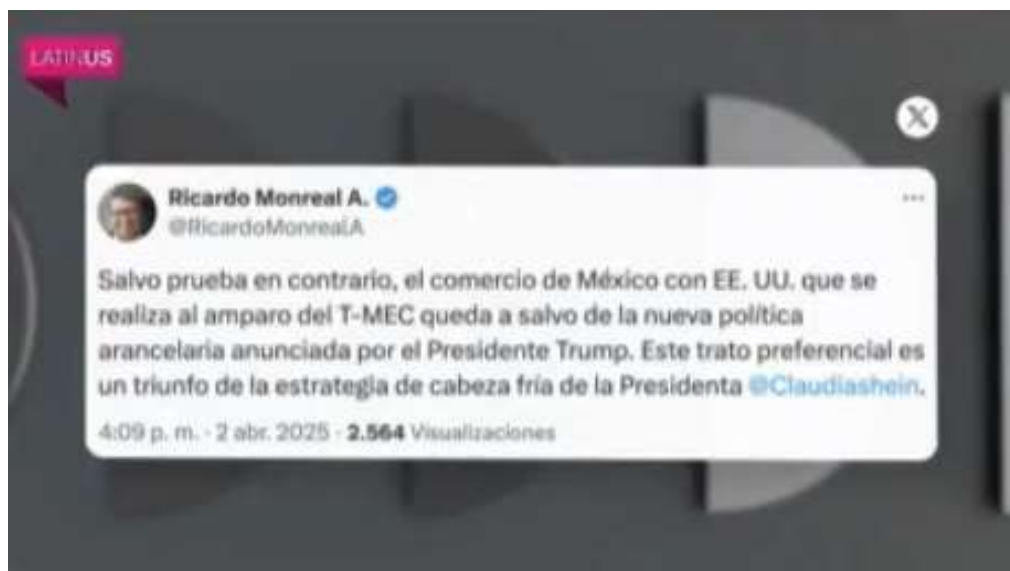 LATINUS
Ricardo Monreal A.
@RicardoMonrealA
Salvo prueba en contrario, el comercio de México con EE. UU. que se
realiza al amparo del T-MEC queda a salvo de la nueva política
arancelaria anunciada por el Presidente Trump. Este trato preferencial es
un triunfo de la estrategia de cabeza fría de la Presidenta @Claudiashein.
4:09 p. m. · 2 abr. 2025 · 2.564 Visualizaciones